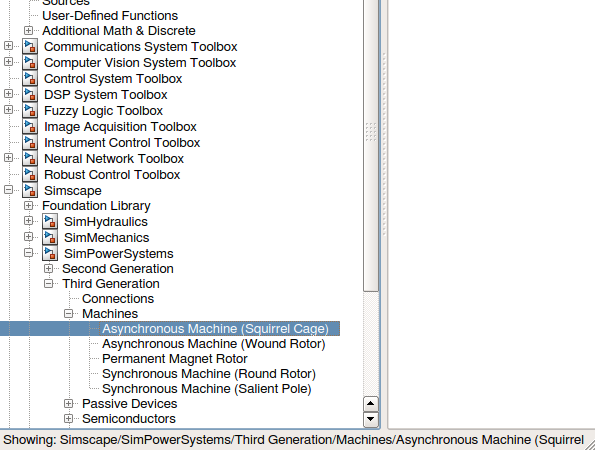 Sources
User-Defined Functions
Additional Math & Discrete
Communications System Toolbox
Computer Vision System Toolbox
Control System Toolbox
DSP System Toolbox
Fuzzy Logic Toolbox
Image Acquisition Toolbox
Instrument Control Toolbox
Neural Network Toolbox
Robust Control Toolbox
Simscape
Foundation Library
SimHydraulics
SimMechanics
SimPowerSystems
Second Generation
Third Generation
Connections
Machines
Asynchronous Machine (Squirrel Cage)
Asynchronous Machine (Wound Rotor)
Permanent Magnet Rotor
Synchronous Machine (Round Rotor)
Synchronous Machine (Salient Pole)
Passive Devices
Semiconductors
Showing: Simscape/SimPowerSystems/Third Generation/Machines/Asynchronous Machine (Squirrel